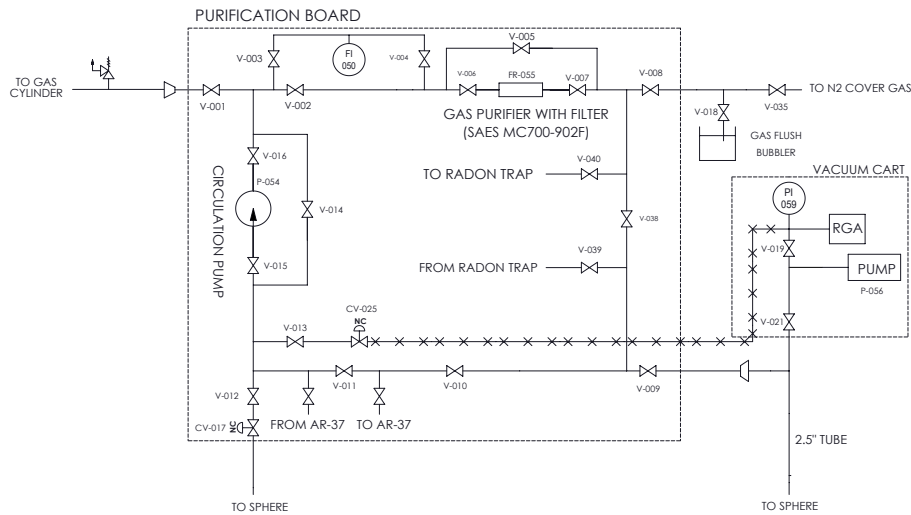 PURIFICATION BOARD
V-005
V-003
FI
050
V-004
TO GAS
CYLINDER
V-006
FR-055
V-007
V-008
V-001
V-002
TO N2 COVER GAS
GAS PURIFIER WITH FILTER
(SAES MC700-902F)
V-018
V-035
GAS FLUSH
BUBBLER
V-016
P-054
V-040
TO RADON TRAP
VACUUM CART
CIRCULATION PUMP
PI
059
V-014
V-038
RGA
V-019
V-039
FROM RADON TRAP
V-015
PUMP
P-056
CV-025
NC
V-013
V-021
V-011
V-010
V-009
V-012
CV-017
NC
FROM AR-37
TO AR-37
2.5" TUBE
TO SPHERE
TO SPHERE